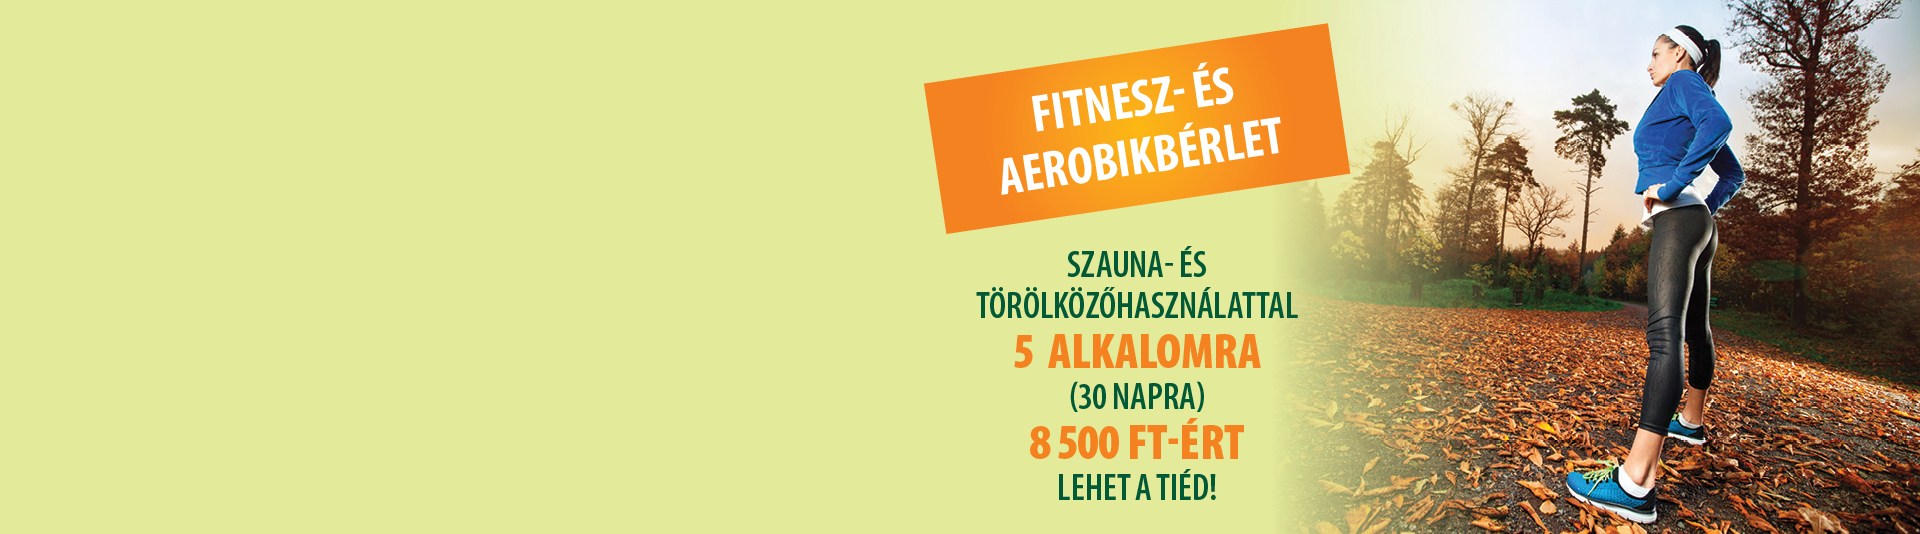 FITNESZ- ÉS
AEROBIKBÉRLET
SZAUNA- ÉS
TÖRÖLKÖZŐHASZNÁLATTAL
5 ALKALOMRA
(30 NAPRA)
8 500 FT-ÉRT
LEHET A TIÉD!